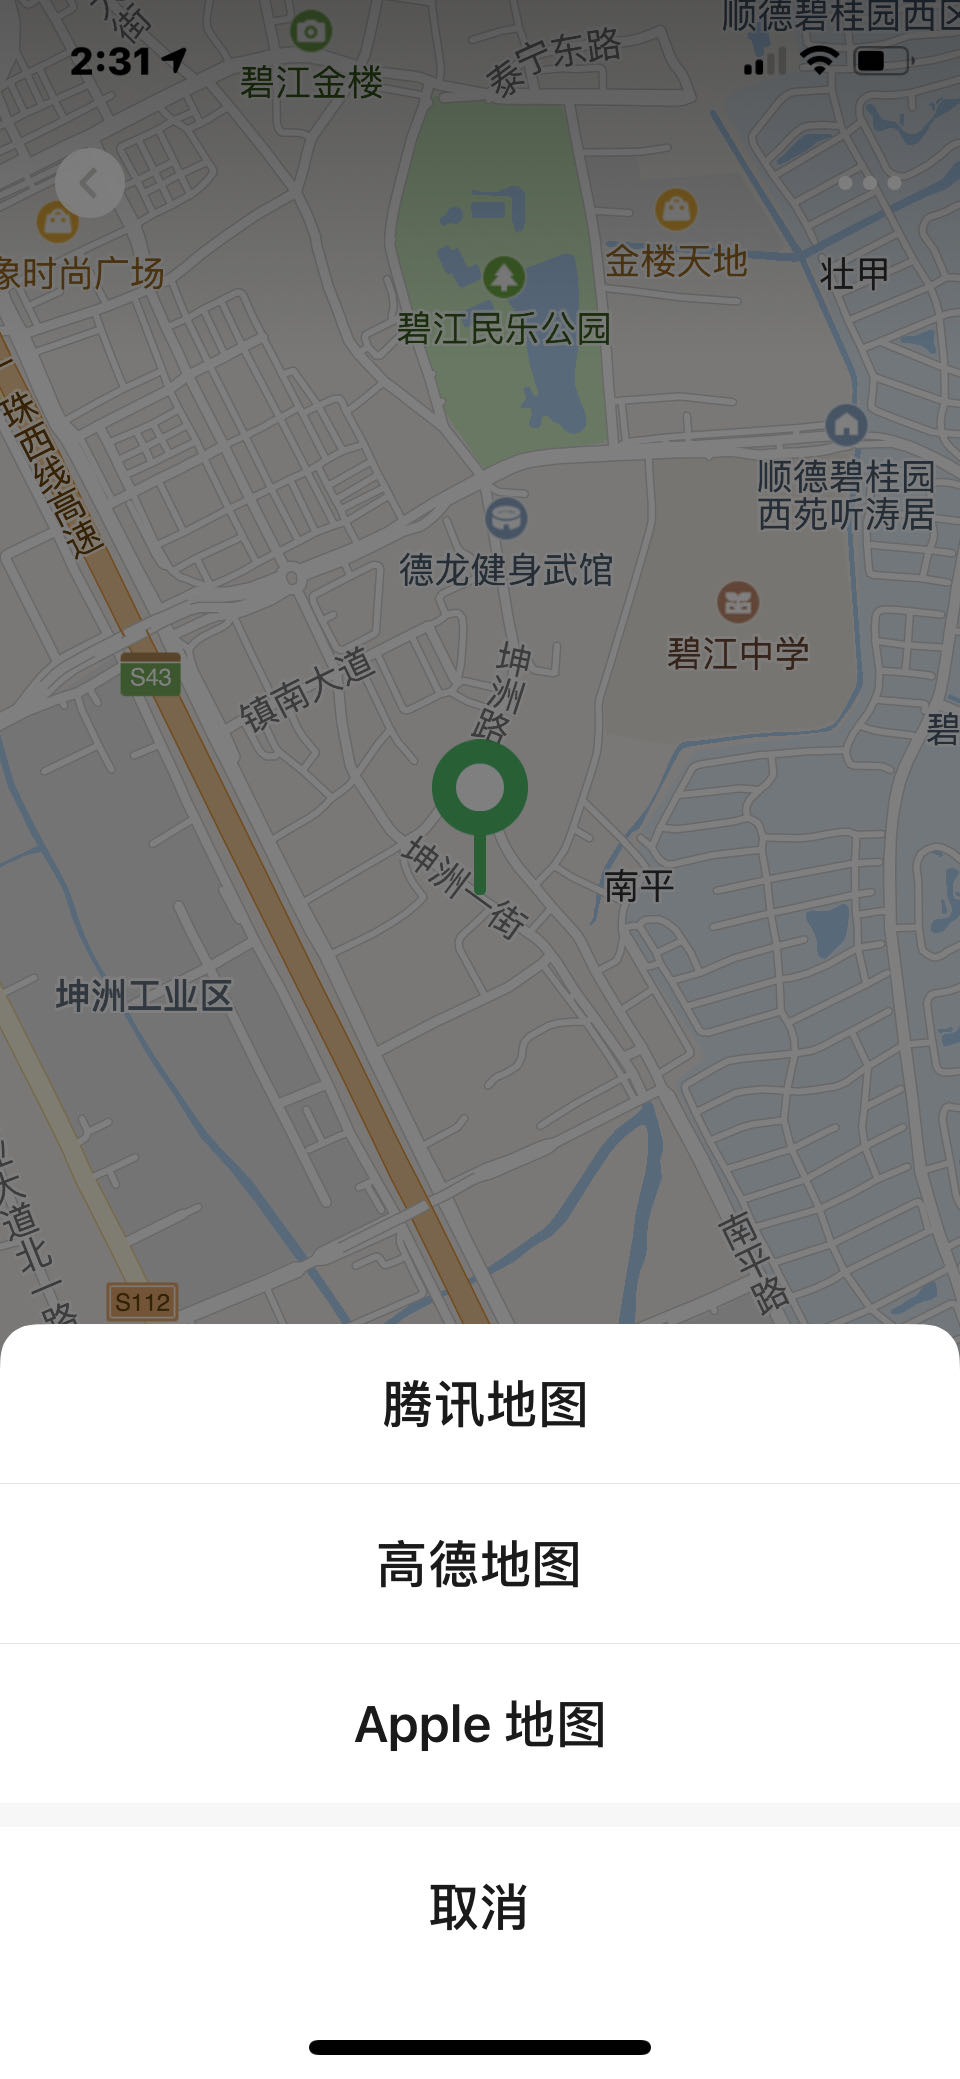 街
顺德碧桂园西区
2:31
碧江金楼
泰宁东路
象时尚广场
金楼天地
壮甲
碧江民乐公园
珠西线高速
顺德碧桂园
西苑听涛居
德龙健身武馆
碧江中学
S43
镇南大道
坤洲路
碧
坤洲一街
南平
坤洲工业区
大道北一路
南平路
S112
腾讯地图
高德地图
Apple 地图
取消